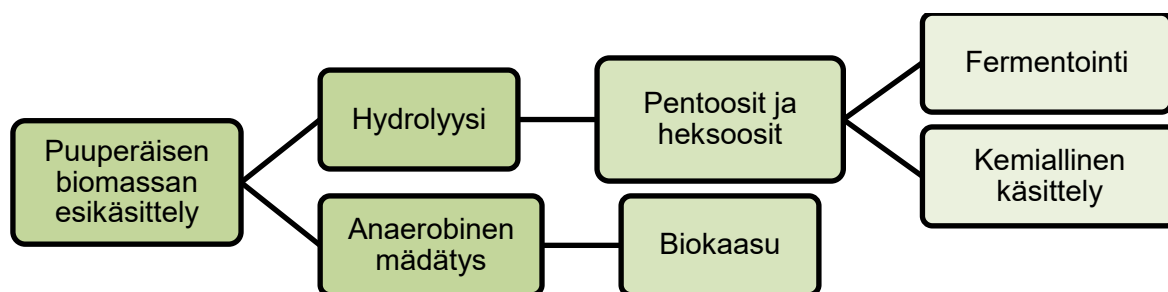 Puuperäisen
biomassan
esikäsittely
Hydrolyysi
Anaerobinen
mädätys
Pentoosit ja
heksoosit
Biokaasu
Fermentointi
Kemiallinen
käsittely